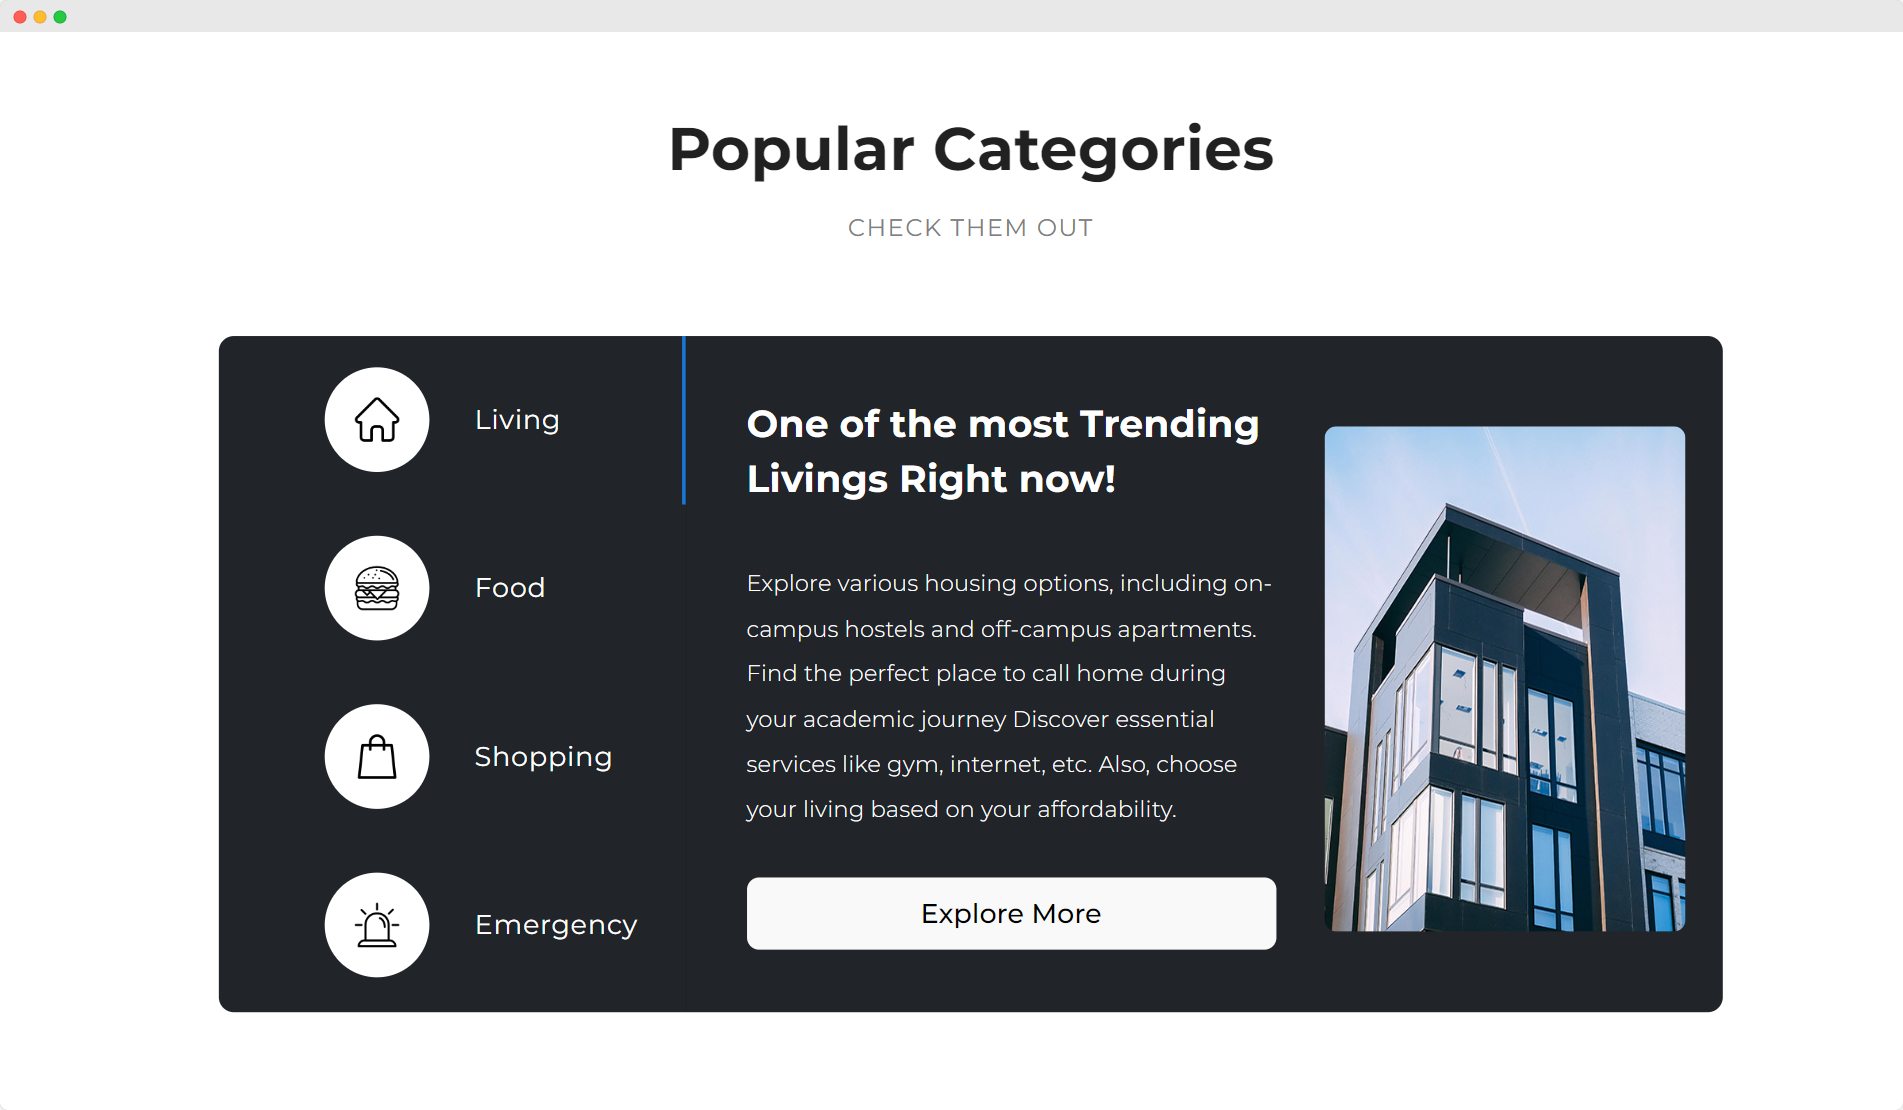 Popular Categories
CHECK THEM OUT
Living
Food
Shopping
Emergency
One of the most Trending
Livings Right now!
Explore various housing options, including on-
campus hostels and off-campus apartments.
Find the perfect place to call home during
your academic journey Discover essential
services like gym, internet, etc. Also, choose
your living based on your affordability.
Explore More